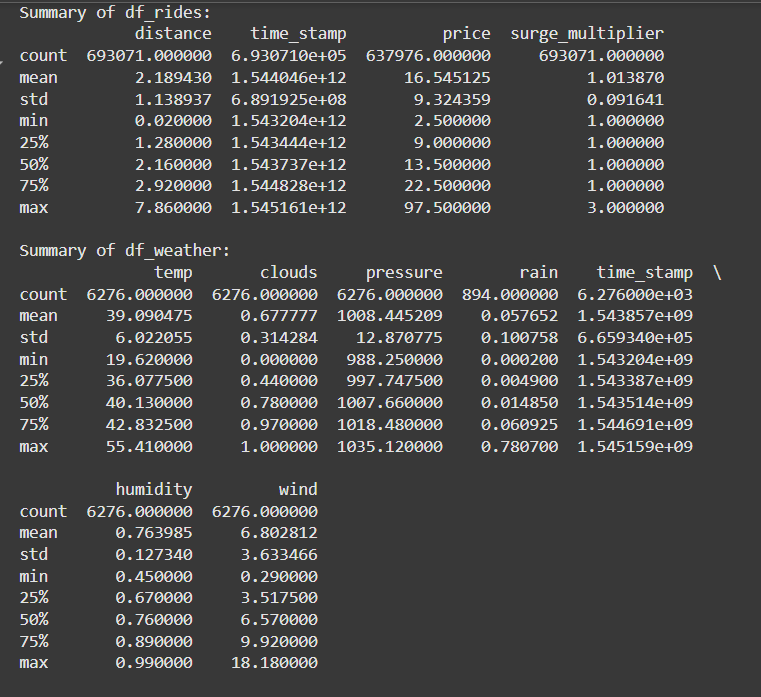 Summary of df_rides:
distance time_stamp price surge_multiplier
count 693071.000000 6.930710e+05 637976.000000 693071.000000
mean 2.189430 1.544046e+12 16.545125 1.013870
std 1.138937 6.891925e+08 9.324359 0.091641
min 0.020000 1.543204e+12 2.500000 1.000000
25% 1.280000 1.543444e+12 9.000000 1.000000
50% 2.160000 1.543737e+12 13.500000 1.000000
75% 2.920000 1.544828e+12 22.500000 1.000000
max 7.860000 1.545161e+12 97.500000 3.000000
Summary of df_weather:
temp clouds pressure rain time_stamp \
count 6276.000000 6276.000000 6276.000000 894.000000 6.276000e+03
mean 39.090475 0.677777 1008.445209 0.057652 1.543857e+09
std 6.022055 0.314284 12.870775 0.100758 6.659340e+05
min 19.620000 0.000000 988.250000 0.000200 1.543204e+09
25% 36.077500 0.440000 997.747500 0.004900 1.543387e+09
50% 40.130000 0.780000 1007.660000 0.014850 1.543514e+09
75% 42.832500 0.970000 1018.480000 0.060925 1.544691e+09
max 55.410000 1.000000 1035.120000 0.780700 1.545159e+09
humidity wind
count 6276.000000 6276.000000
mean 0.763985 6.802812
std 0.127340 3.633466
min 0.450000 0.290000
25% 0.670000 3.517500
50% 0.760000 6.570000
75% 0.890000 9.920000
max 0.990000 18.180000